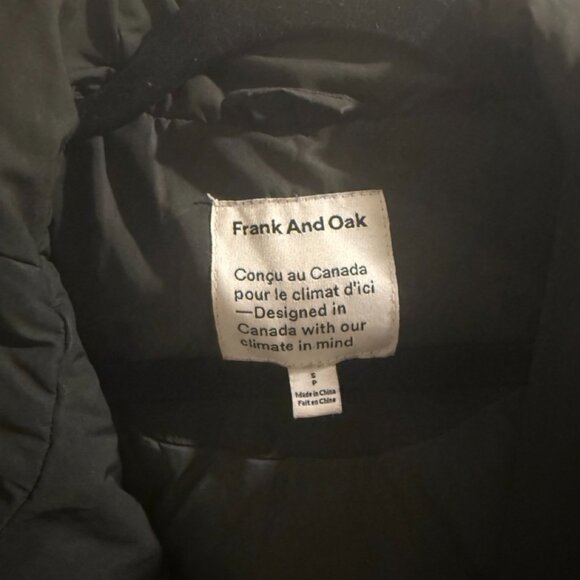 Frank And Oak
Conçu au Canada
pour le climat d'ici
—Designed in
Canada with our
climate in mind
S
P
Made in China
Fait en Chine